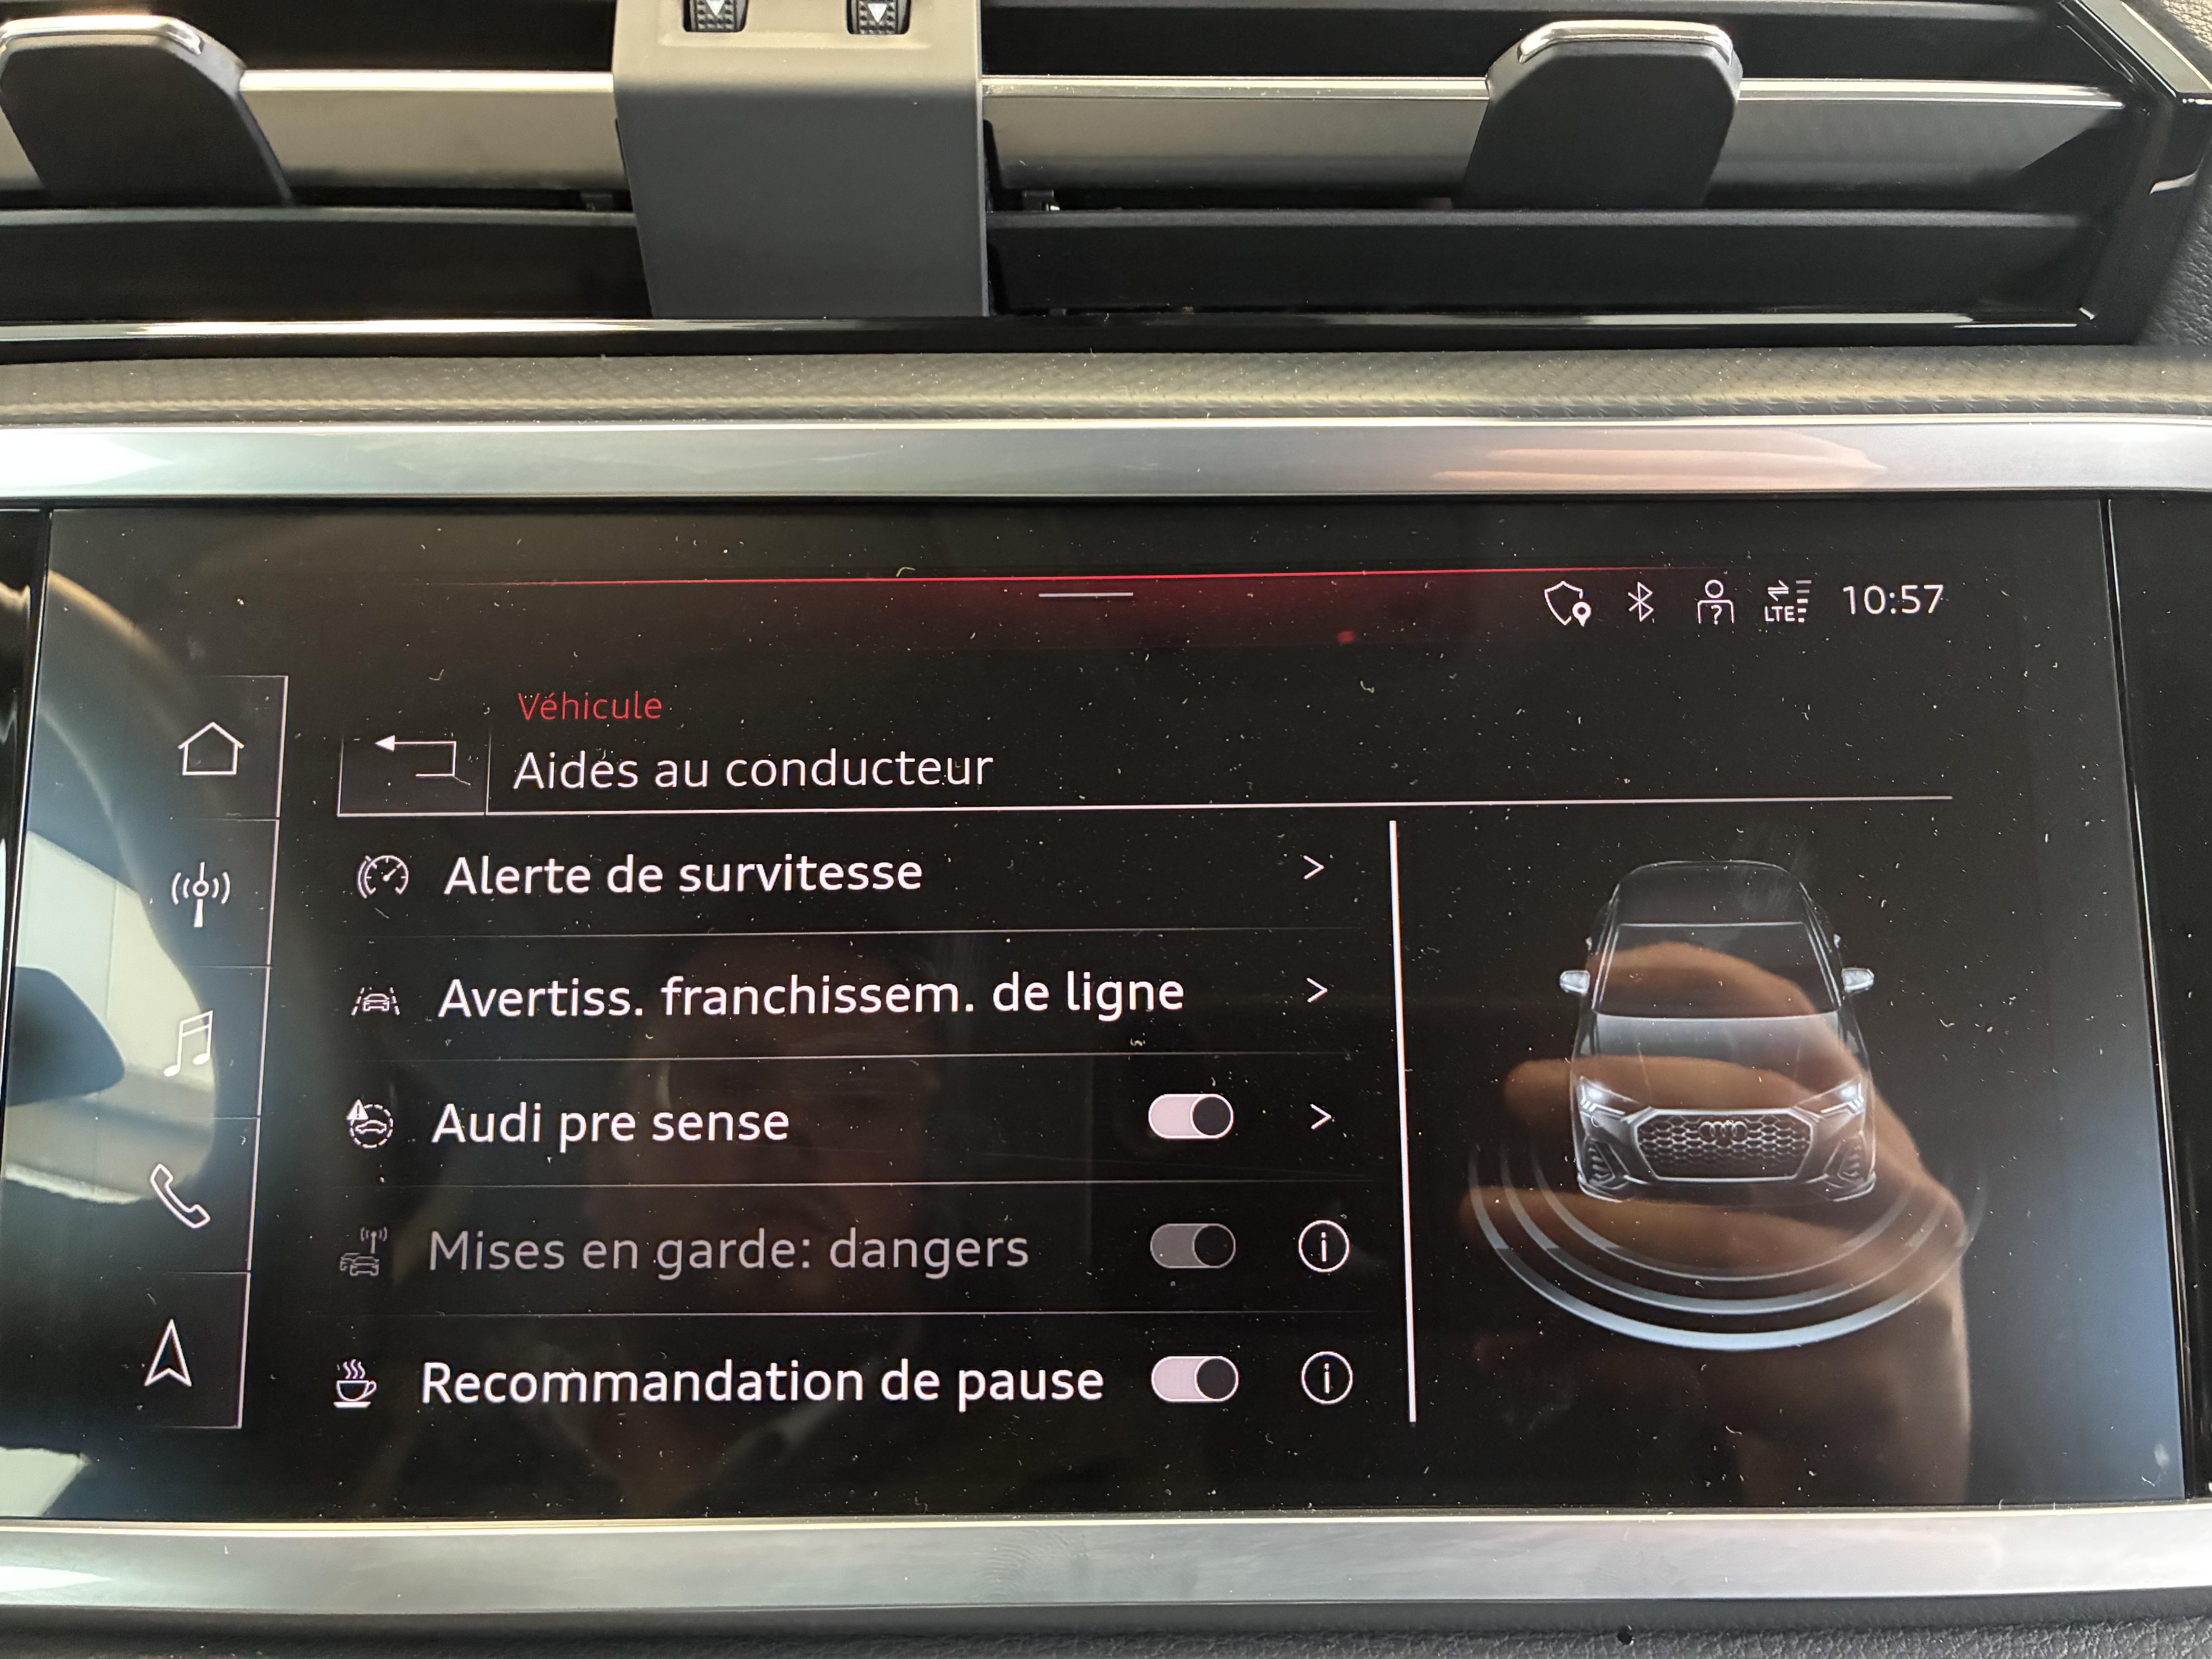 LTE 10:57
Véhicule
Aides au conducteur
Alerte de survitesse
Avertiss. franchissem. de ligne
Audi pre sense
Mises en garde: dangers
Recommandation de pause